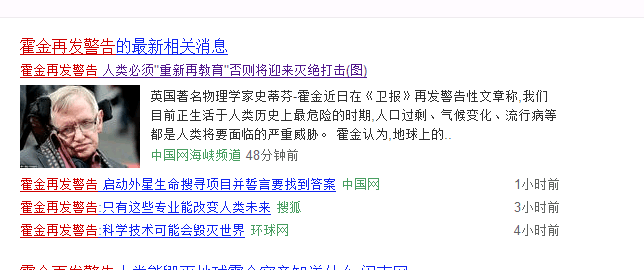 霍金再发警告的最新相关消息
霍金再发警告 人类必须"重新再教育"否则将迎来灭绝打击(图)
英国著名物理学家史蒂芬-霍金近日在《卫报》再发警告性文章称,我们
目前正生活于人类历史上最危险的时期,人口过剩、气候变化、流行病等
都是人类将要面临的严重威胁。 霍金认为,地球上的..
中国网海峡频道 48分钟前
霍金再发警告 启动外星生命搜寻项目并誓言要找到答案 中国网 1小时前
霍金再发警告:只有这些专业能改变人类未来 搜狐 3小时前
霍金再发警告:科学技术可能会毁灭世界 环球网 4小时前